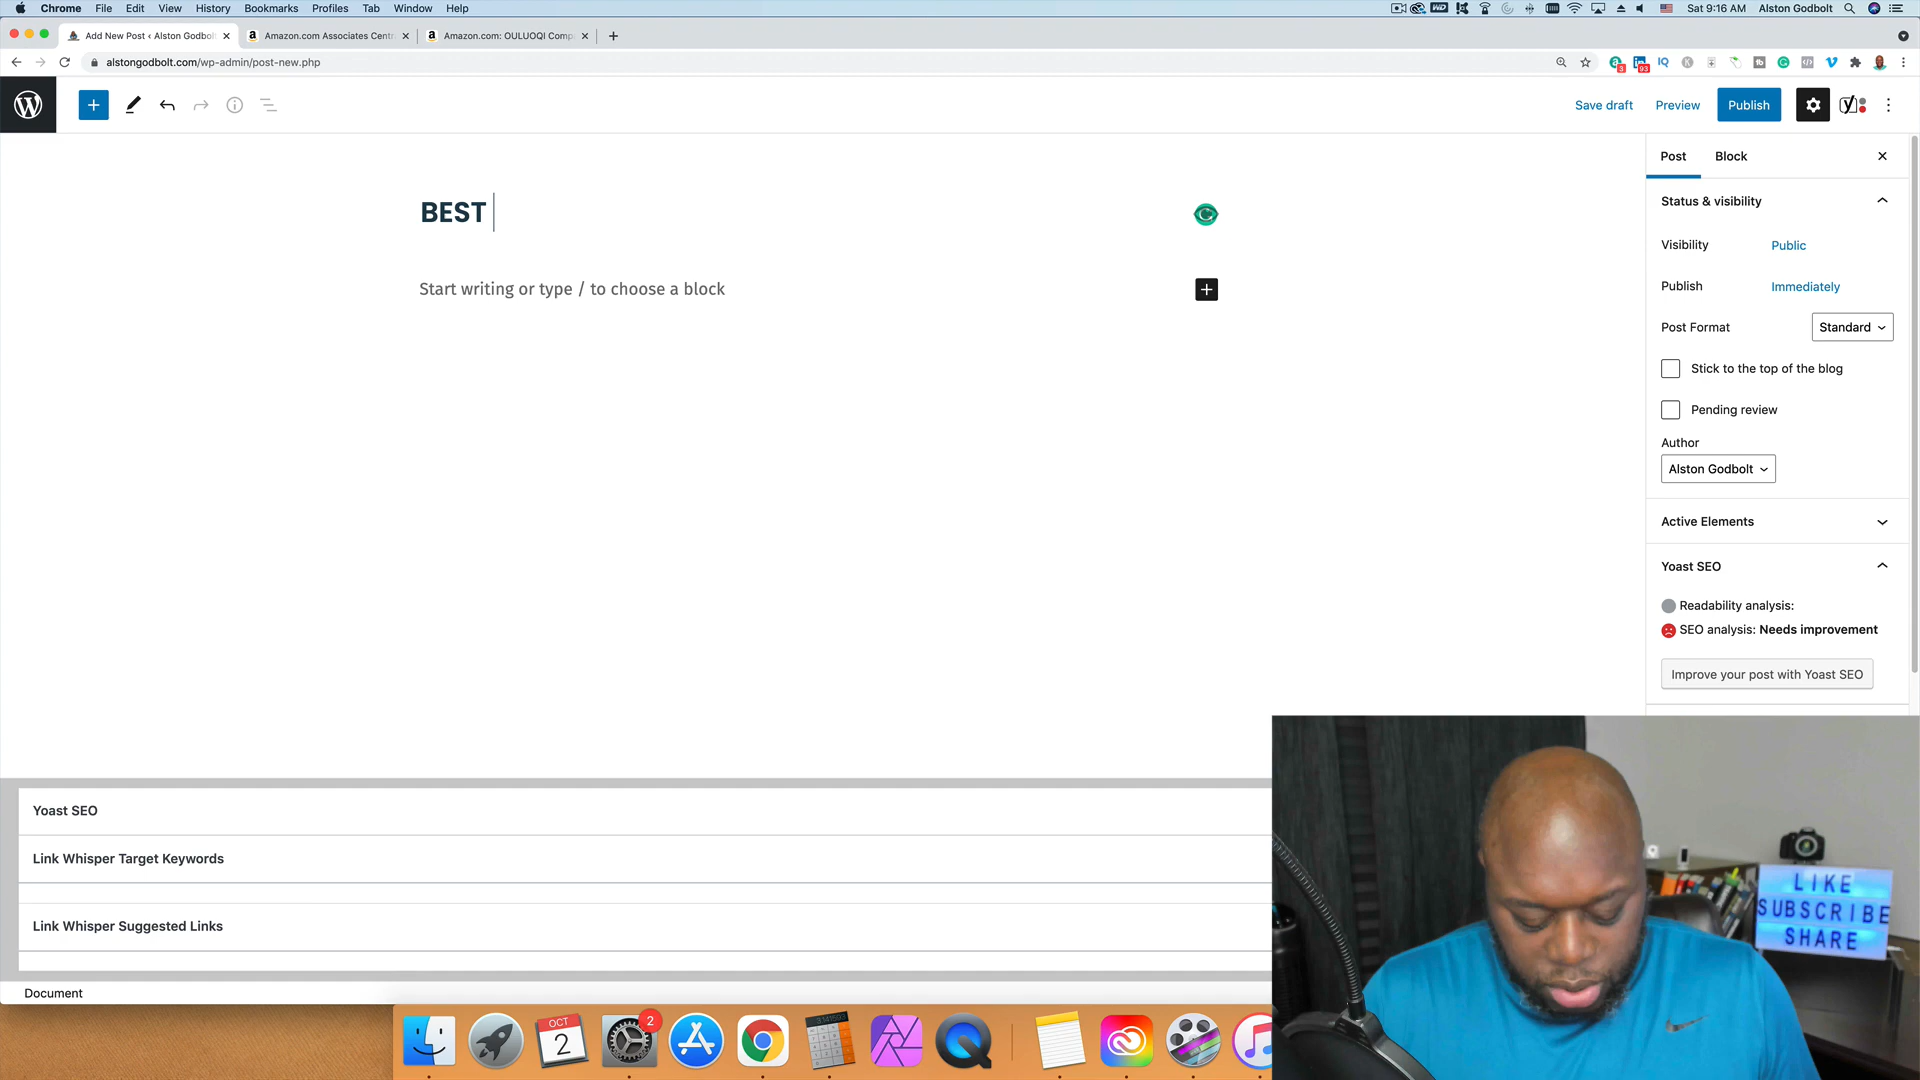 Chrome File Edit View History Bookmarks Profiles Tab Window Help
Sat 9:16 AM Alston Godbolt
Add New Post ‹ Alston Godbolt
Amazon.com Associates Centr
Amazon.com: OULUOQI Comp
alstongodbolt.com/wp-admin/post-new.php
3
93
Save draft
Preview
Publish
BEST
Start writing or type / to choose a block
Post
Block
Status & visibility
Visibility
Public
Publish
Immediately
Post Format
Standard
Stick to the top of the blog
Pending review
Author
Alston Godbolt
Active Elements
Yoast SEO
Readability analysis:
SEO analysis: Needs improvement
Improve your post with Yoast SEO
Yoast SEO
Link Whisper Target Keywords
Link Whisper Suggested Links
Document
OCT
2
2
LIKE
SUBSCRIBE
SHARE